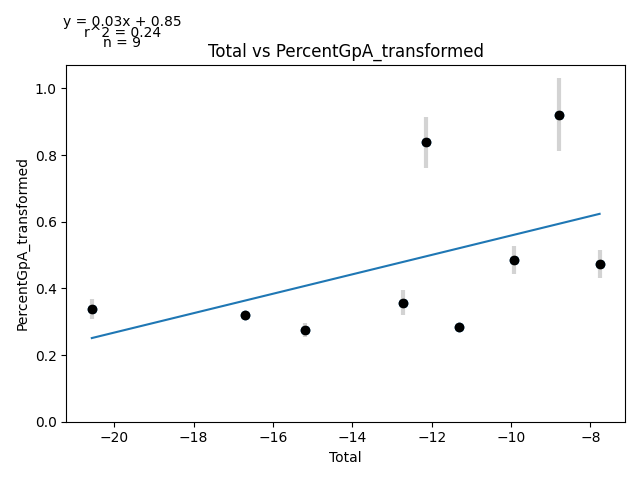 y = 0.03x + 0.85
r^2 = 0.24
n = 9
Total vs PercentGpA_transformed
PercentGpA_transformed
1.0
0.8
0.6
0.4
0.2
0.0
−20 −18 −16 −14 −12 −10 −8
Total